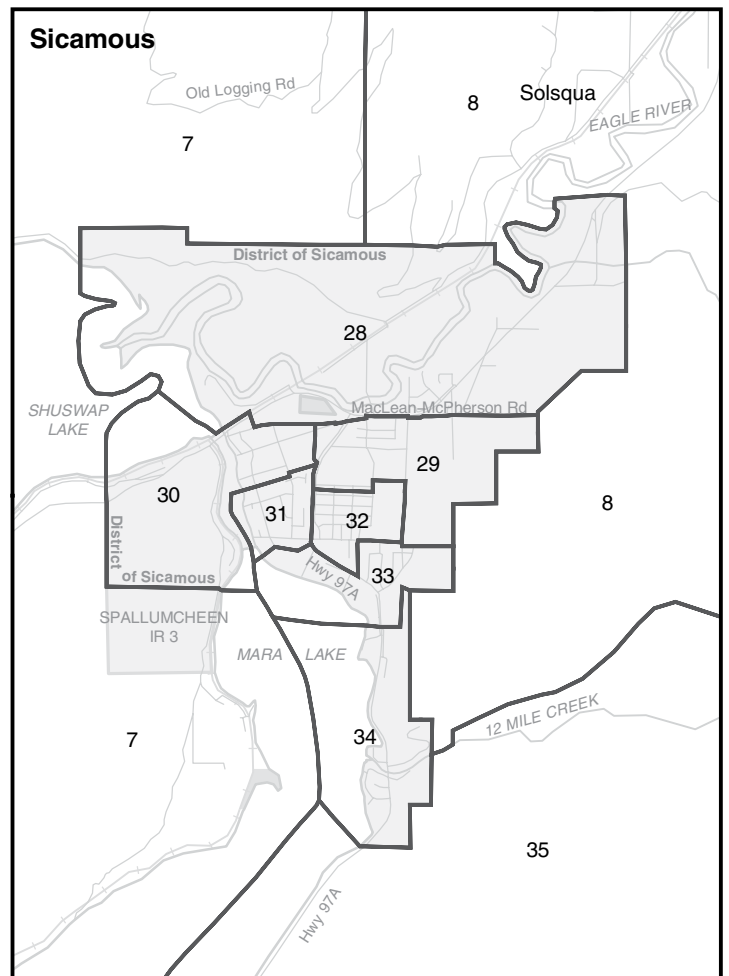 Sicamous
Old Logging Rd
8
Solsqua
EAGLE RIVER
7
District of Sicamous
28
MacLean-McPherson Rd
SHUSWAP
LAKE
29
30
31
32
8
District
of Sicamous
33
Hwy 97A
SPALLUMCHEEN
IR 3
MARA LAKE
12 MILE CREEK
7
34
35
Hwy 97A